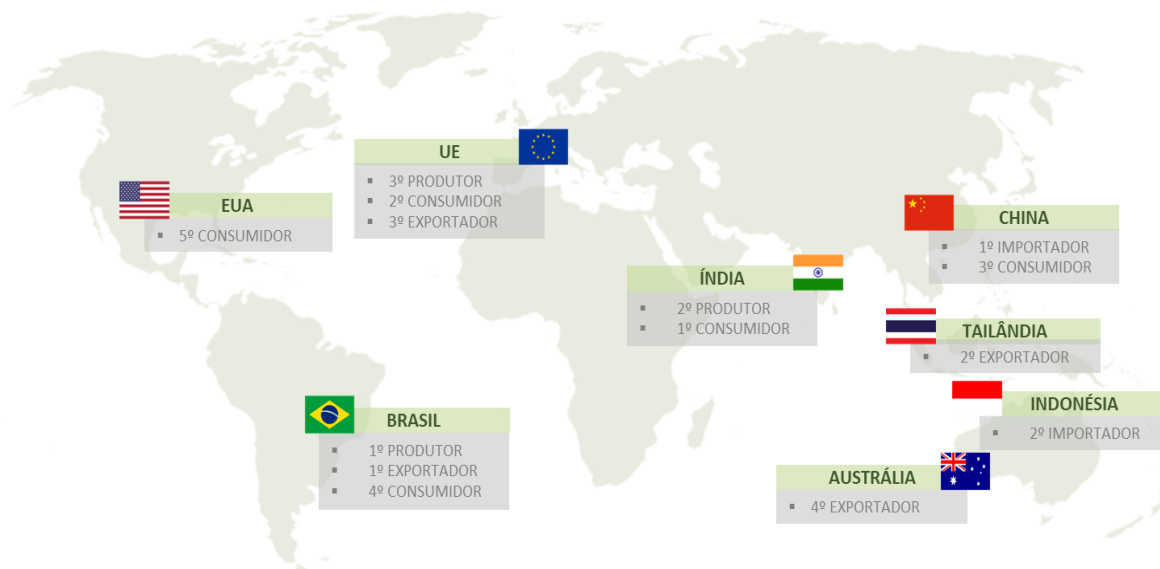 UE
▪ 3º PRODUTOR
▪ 2º CONSUMIDOR
▪ 3º EXPORTADOR
EUA
▪ 5º CONSUMIDOR
CHINA
▪ 1º IMPORTADOR
▪ 3º CONSUMIDOR
ÍNDIA
▪ 2º PRODUTOR
▪ 1º CONSUMIDOR
TAILÂNDIA
▪ 2º EXPORTADOR
INDONÉSIA
▪ 2º IMPORTADOR
BRASIL
▪ 1º PRODUTOR
▪ 1º EXPORTADOR
▪ 4º CONSUMIDOR
AUSTRÁLIA
▪ 4º EXPORTADOR